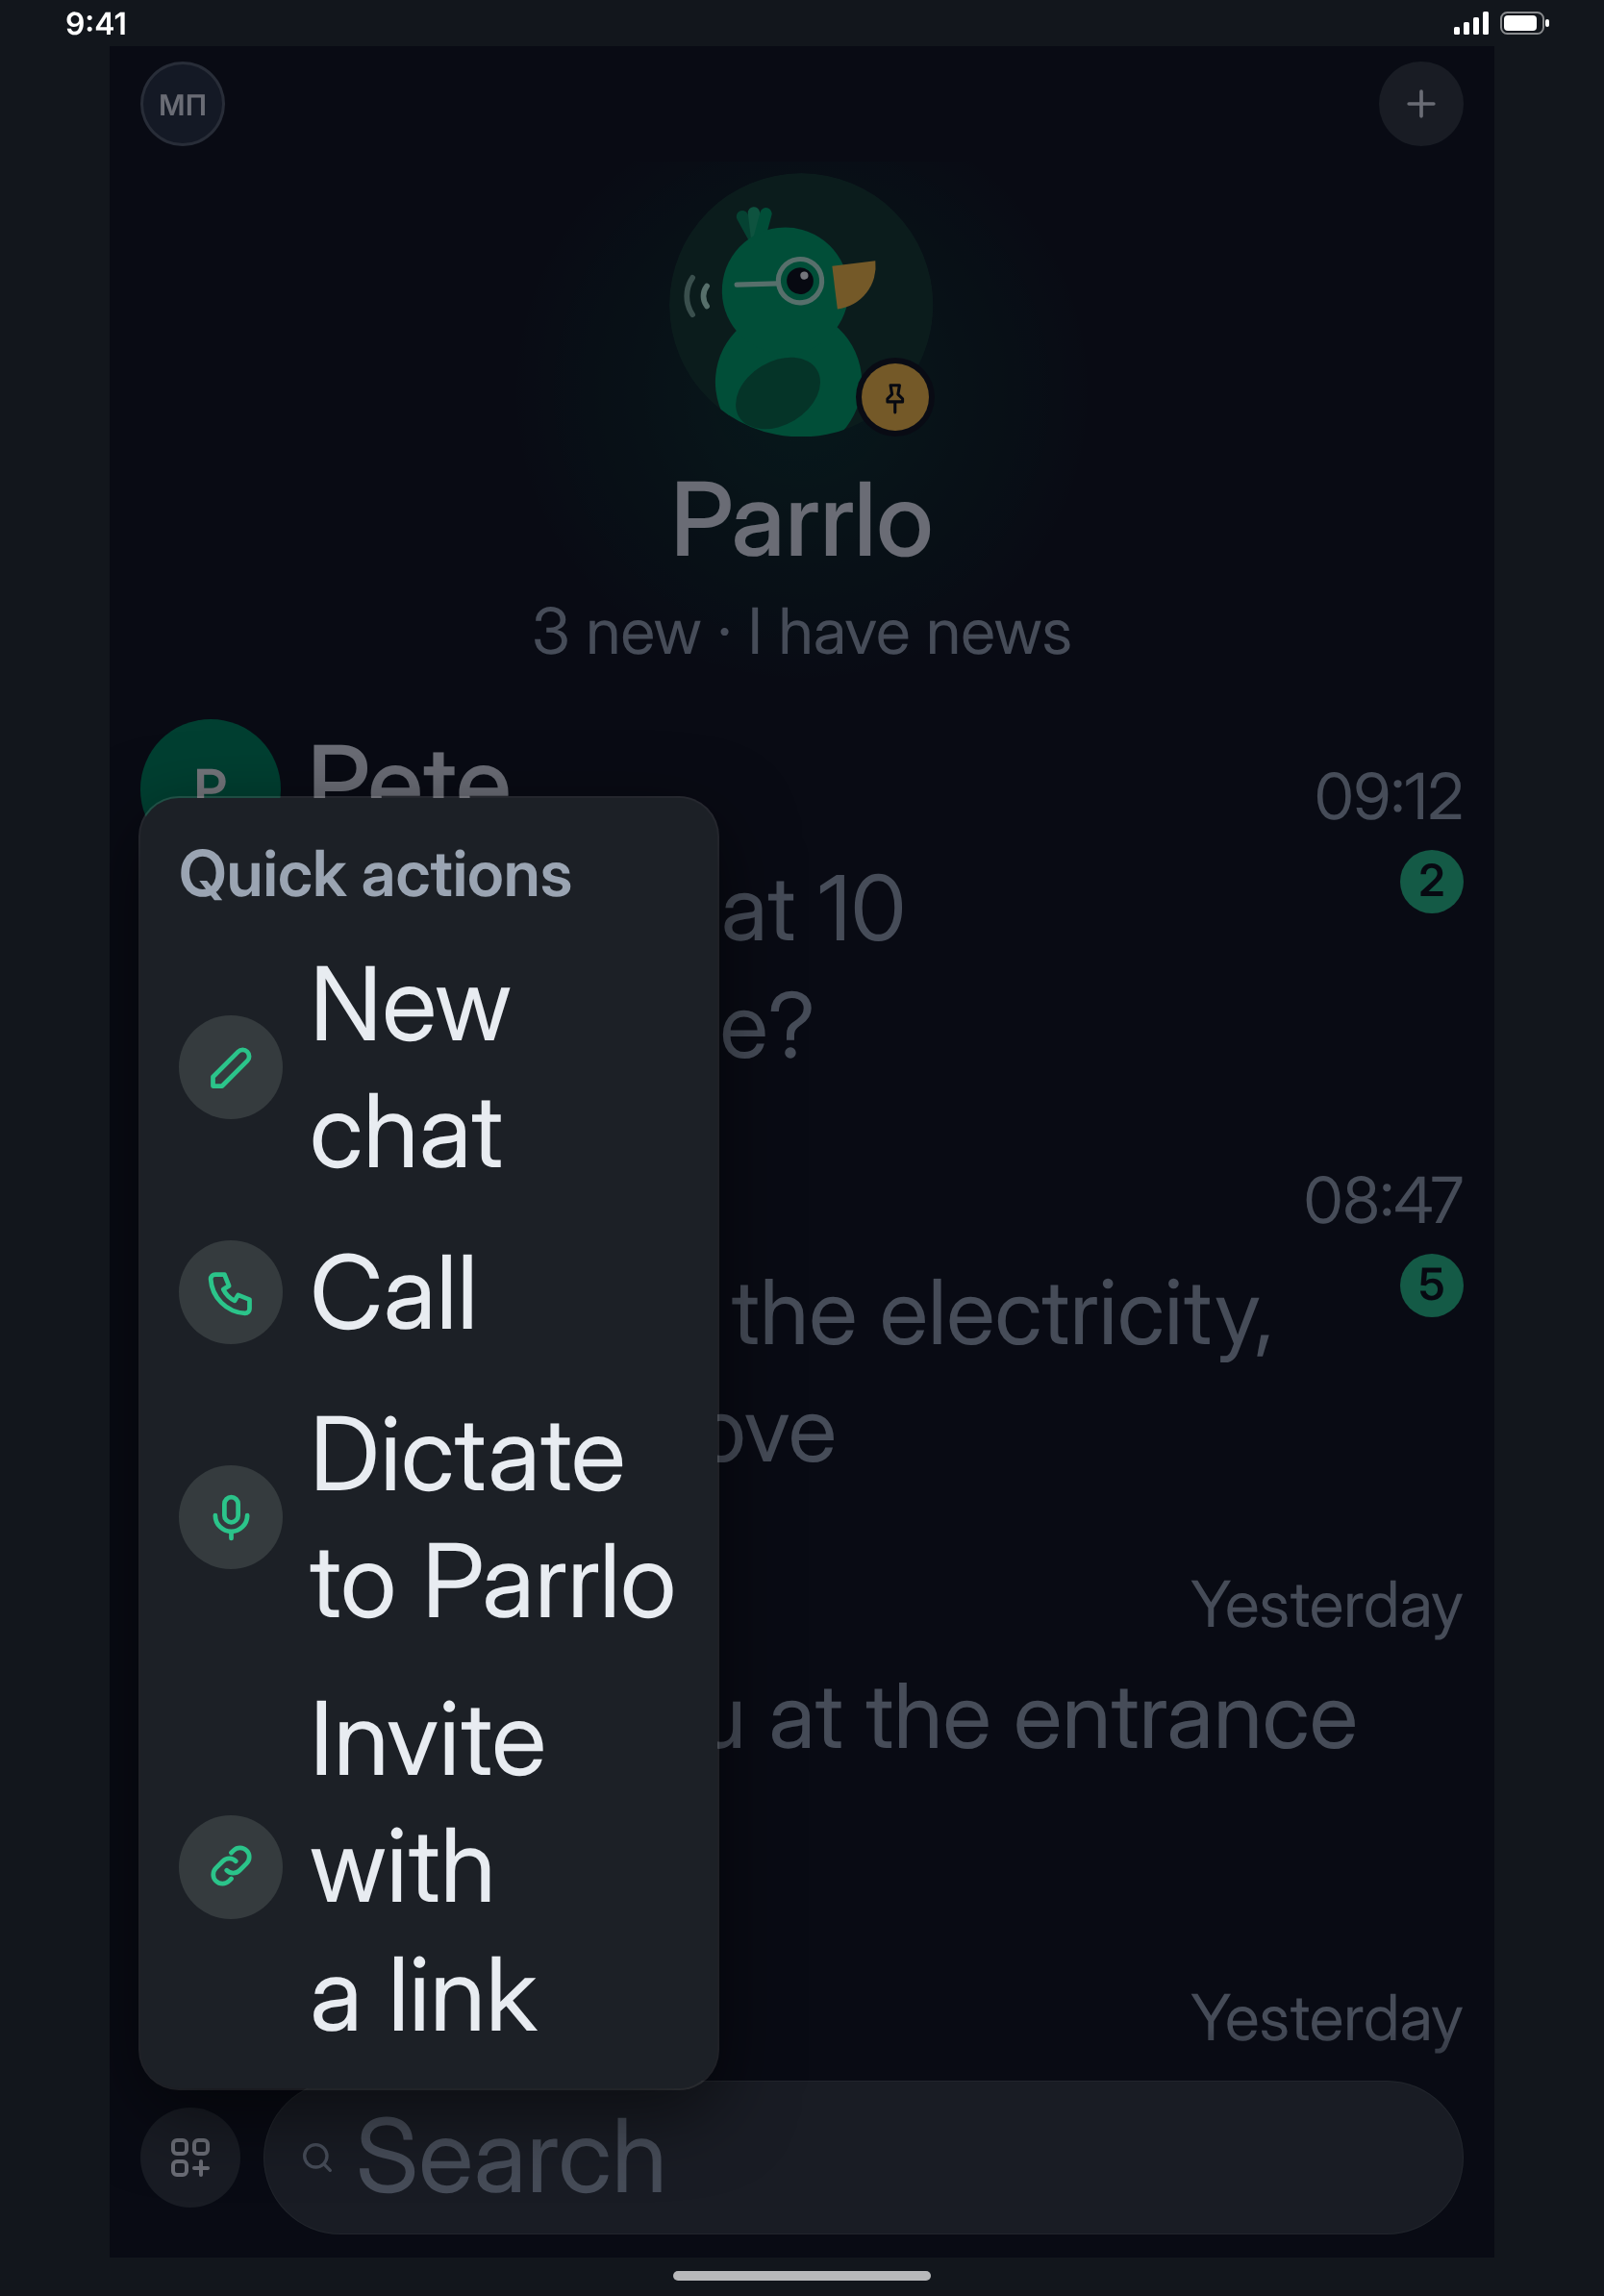 9:41
МП
Parrlo
3 new · I have news
P Pete 09:12
Quick actions
2
at 10
New
chat
08:47
Call
5
the electricity,
Dictate
to Parrlo
Yesterday
at the entrance
Invite
with
a link
Yesterday
Search